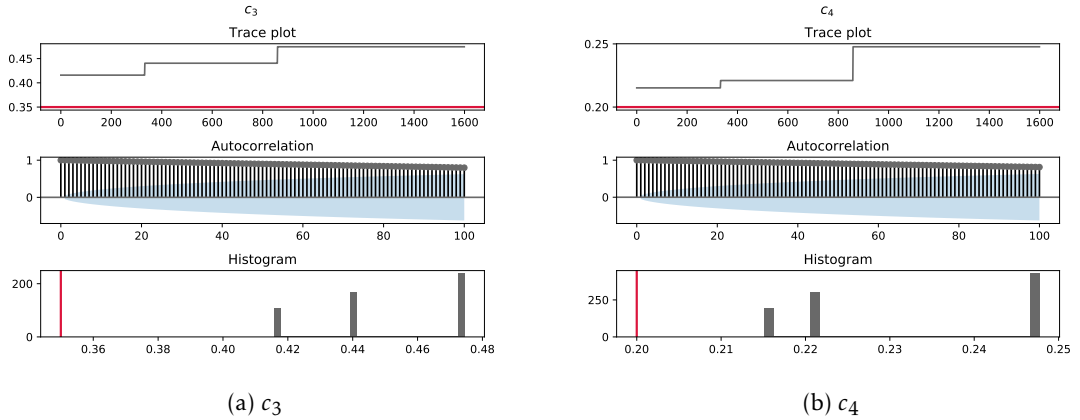 c₃
Trace plot
0.45
0.40
0.35
0 200 400 600 800 1000 1200 1400 1600
Autocorrelation
1
0
0 20 40 60 80 100
Histogram
200
0
0.36 0.38 0.40 0.42 0.44 0.46 0.48
(a) c₃
c₄
Trace plot
0.25
0.20
0 200 400 600 800 1000 1200 1400 1600
Autocorrelation
1
0
0 20 40 60 80 100
Histogram
250
0
0.20 0.21 0.22 0.23 0.24 0.25
(b) c₄